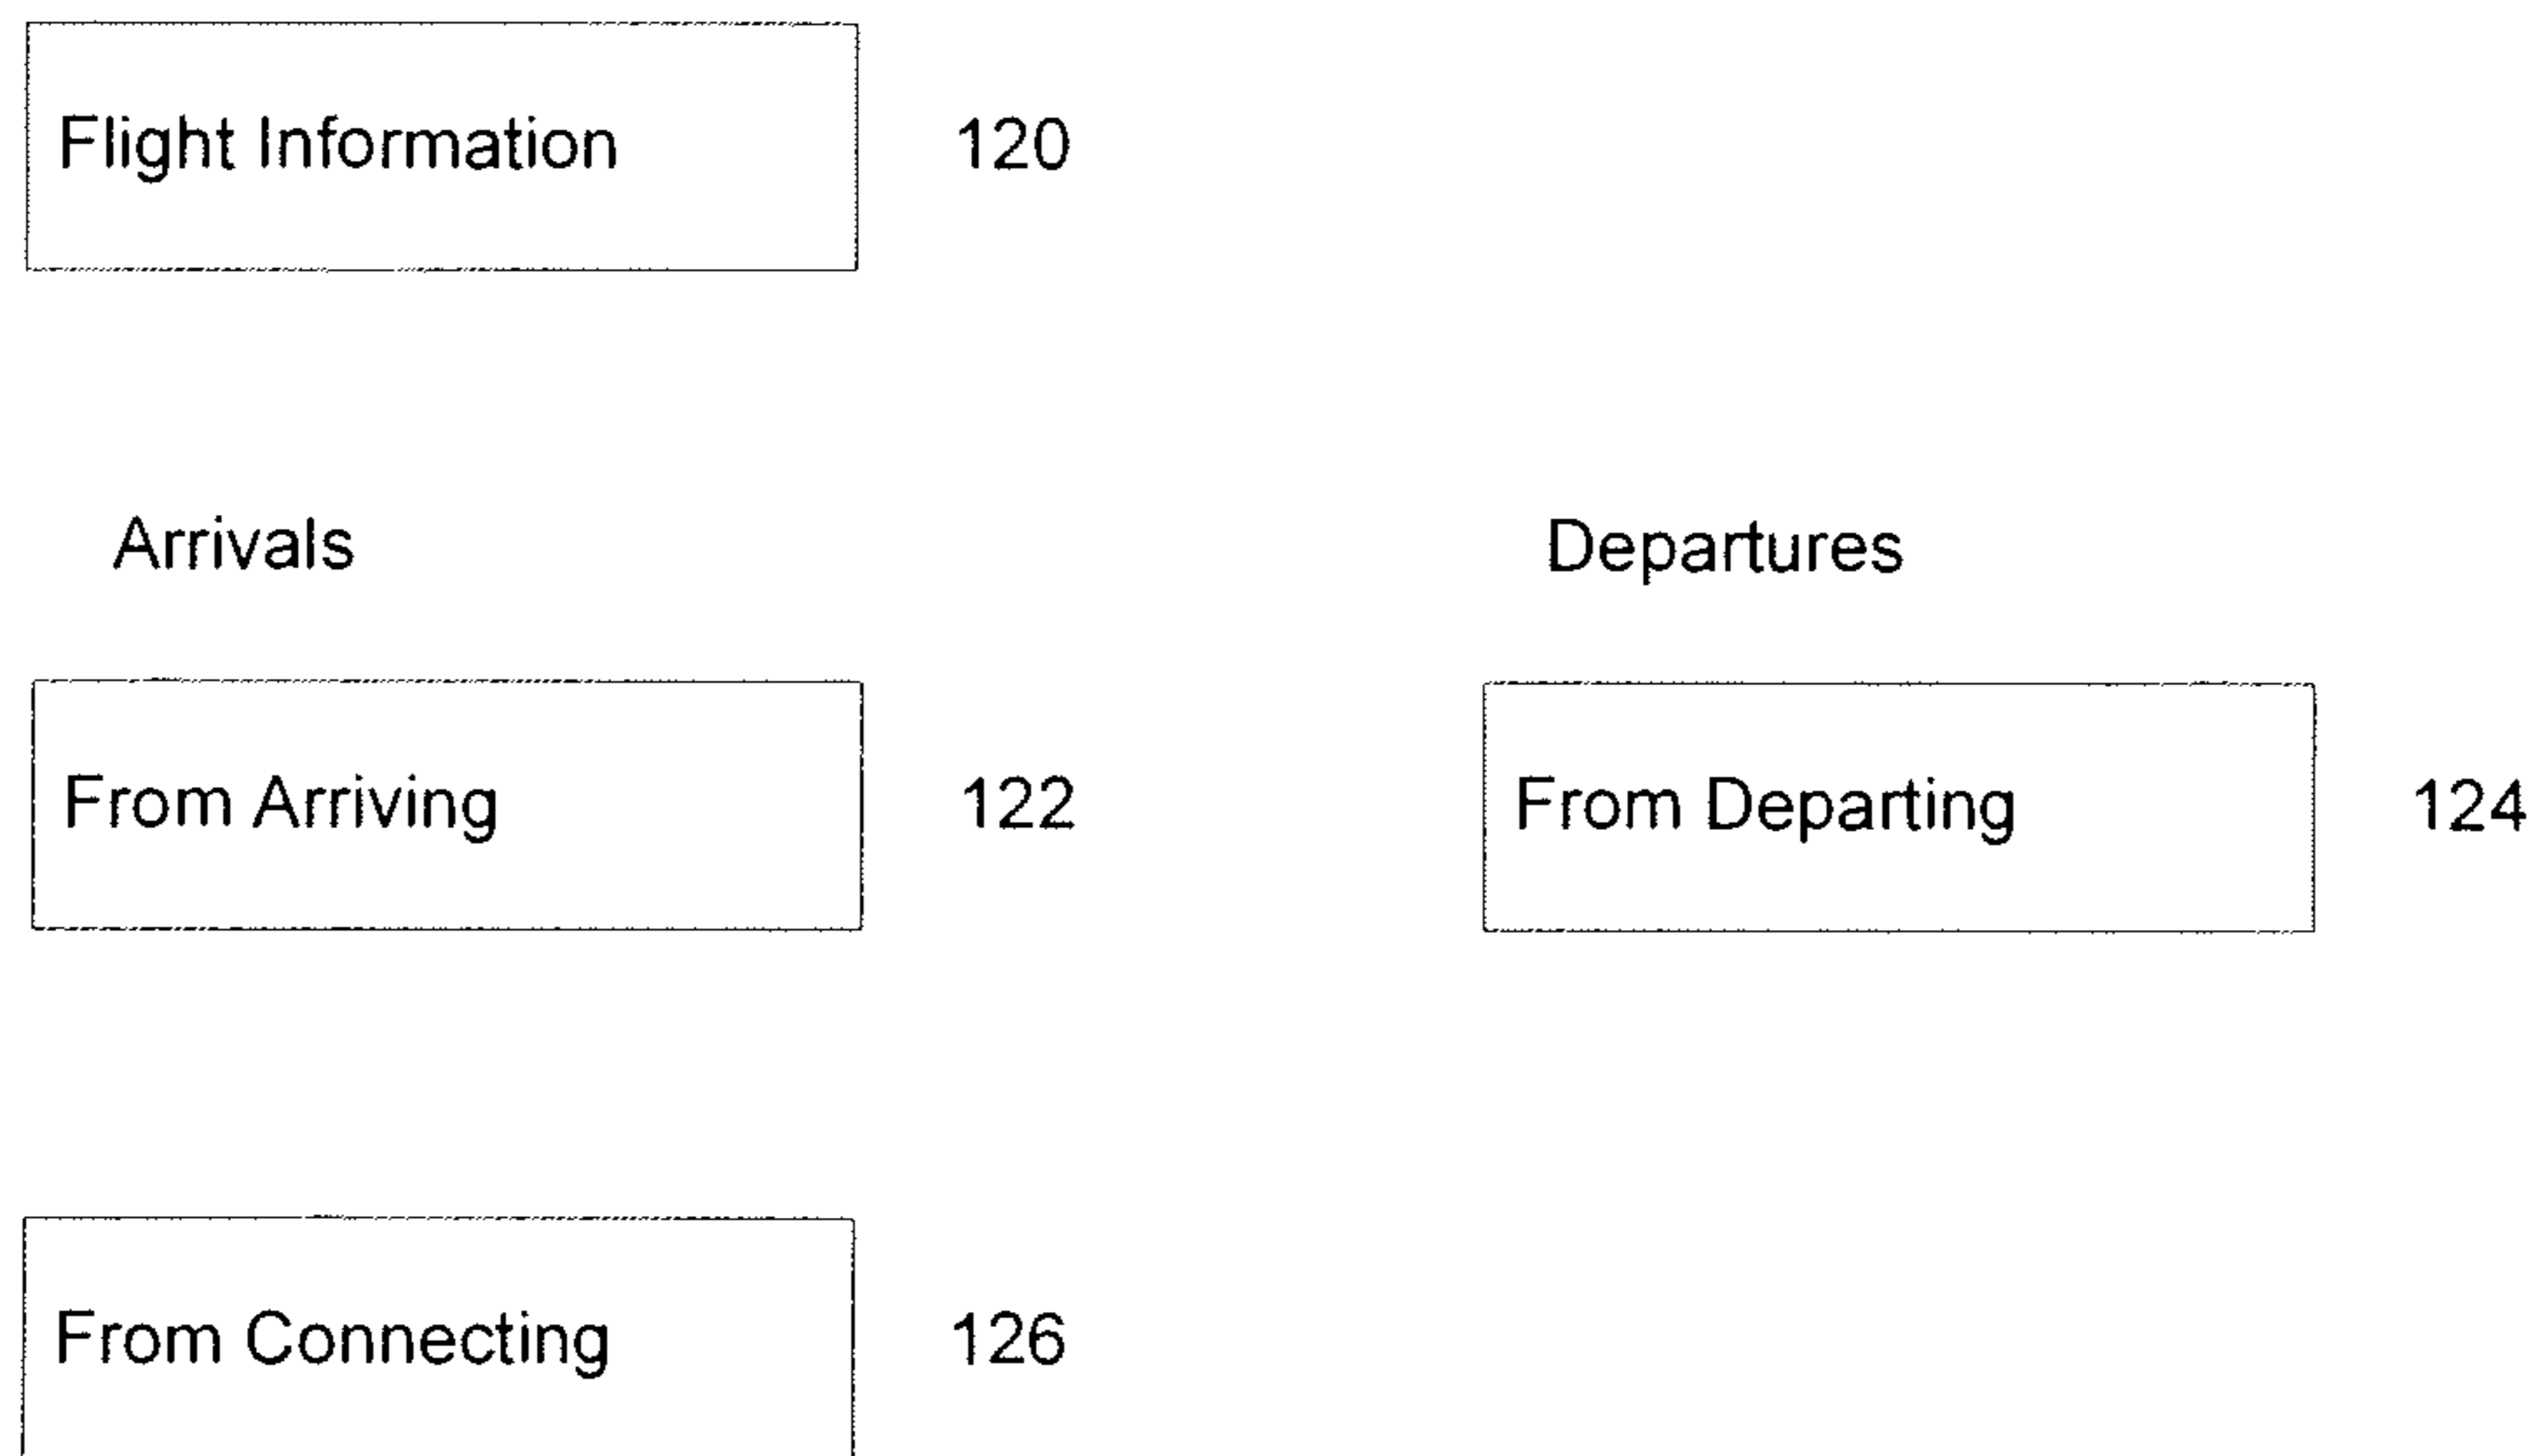 Flight Information 120
Arrivals Departures
From Arriving 122 From Departing 124
From Connecting 126